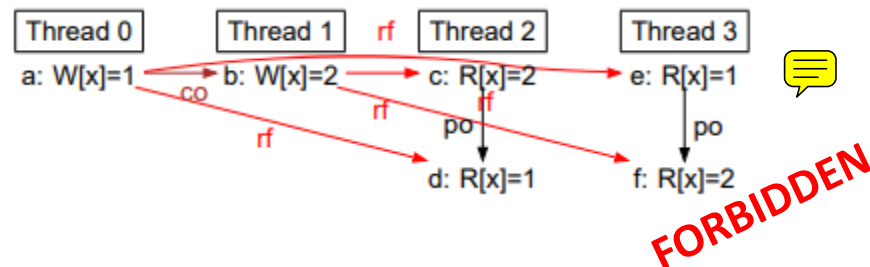 Thread 0 Thread 1 rf Thread 2 Thread 3
a: W[x]=1 co b: W[x]=2 c: R[x]=2 e: R[x]=1
rf rf rf po po
d: R[x]=1 f: R[x]=2
FORBIDDEN